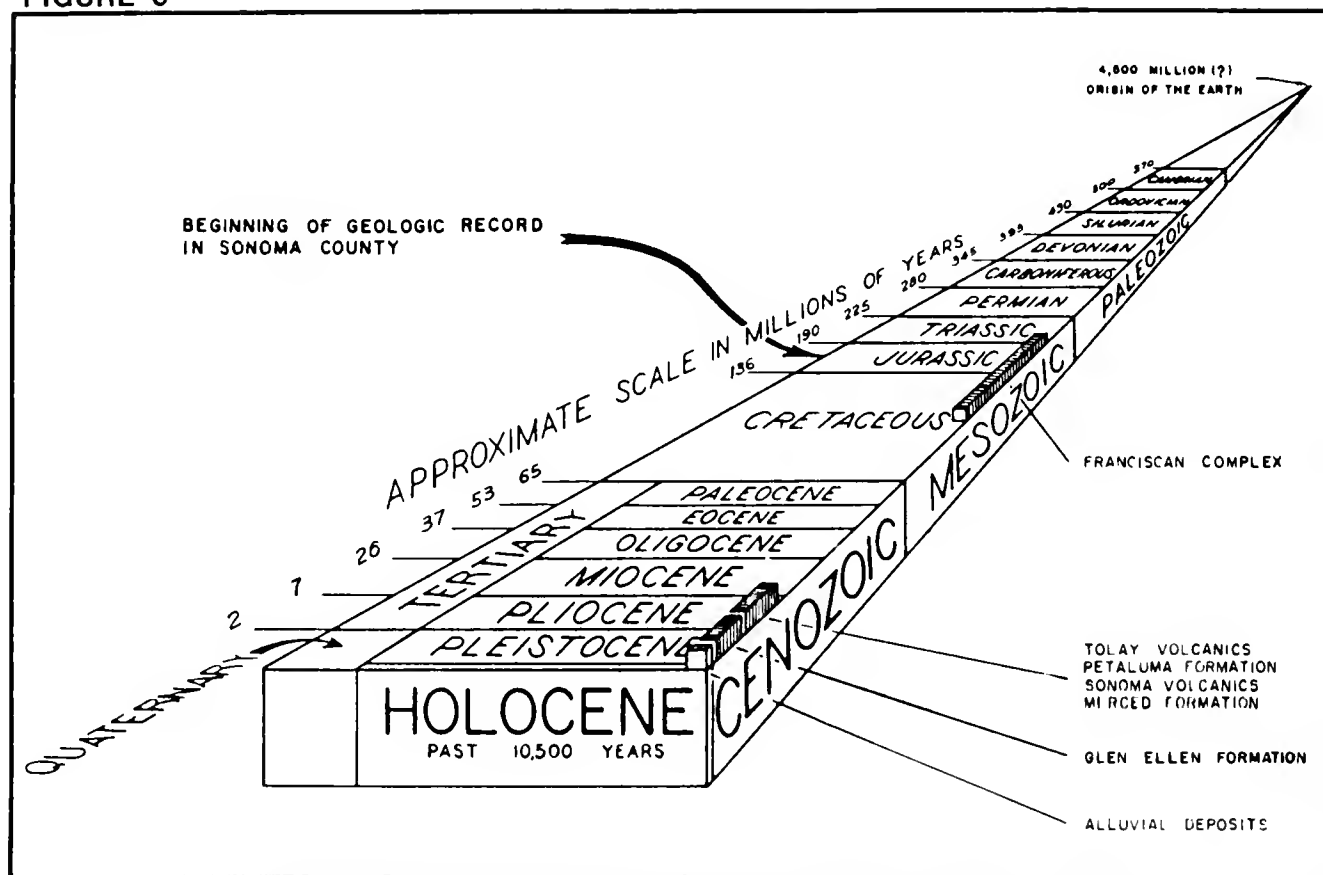 4,600 MILLION (?)
ORIGIN OF THE EARTH
BEGINNING OF GEOLOGIC RECORD
IN SONOMA COUNTY
APPROXIMATE SCALE IN MILLIONS OF YEARS
570
500
430
395
345
280
225
190
136
65
53
37
26
7
2
CAMBRIAN
ORDOVICIAN
SILURIAN
DEVONIAN
CARBONIFEROUS
PERMIAN
TRIASSIC
JURASSIC
CRETACEOUS
PALEOCENE
EOCENE
OLIGOCENE
MIOCENE
PLIOCENE
PLEISTOCENE
HOLOCENE
PAST 10,500 YEARS
TERTIARY
QUATERNARY
PALEOZOIC
MESOZOIC
CENOZOIC
FRANCISCAN COMPLEX
TOLAY VOLCANICS
PETALUMA FORMATION
SONOMA VOLCANICS
MERCED FORMATION
GLEN ELLEN FORMATION
ALLUVIAL DEPOSITS